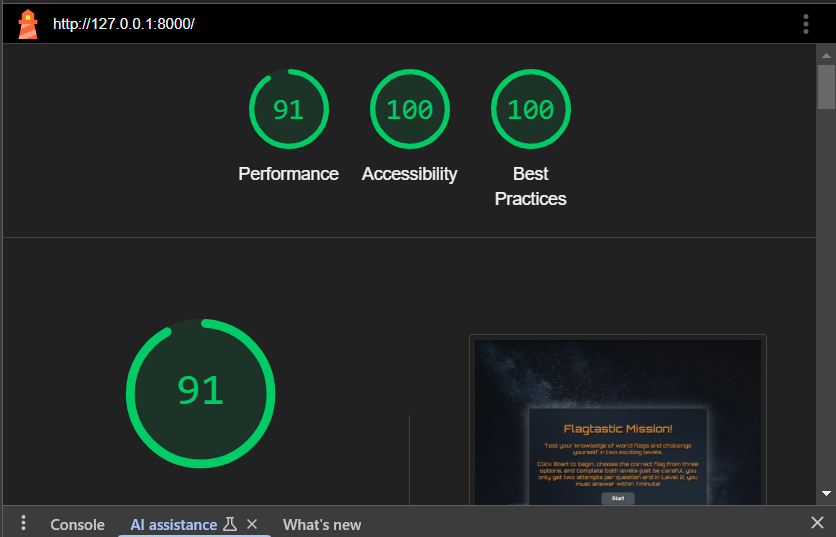 http://127.0.0.1:8000/
91 100 100
Performance Accessibility Best
Practices
91
Flagtastic Mission!
Test your knowledge of world flags and challenge
yourself in two exciting levels.
Click Start to begin, choose the correct flag from three
options, and complete both levels-just be careful, you
only get two attempts per question and in Level 2, you
must answer within 1 minute!
Start
Console AI assistance What's new